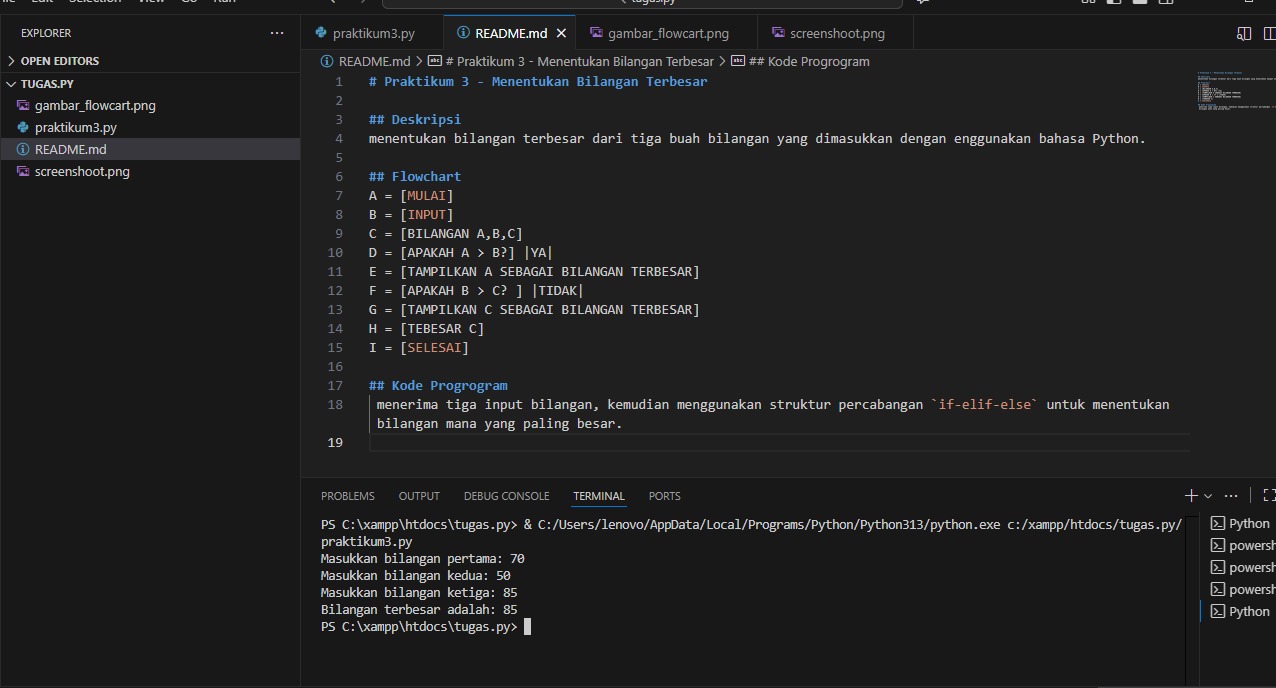 Selection View Go Run
tugas.py
EXPLORER
OPEN EDITORS
TUGAS.PY
gambar_flowcart.png
praktikum3.py
README.md
screenshoot.png
praktikum3.py README.md gambar_flowcart.png screenshoot.png
README.md > # Praktikum 3 - Menentukan Bilangan Terbesar > ## Kode Progrogram
1 # Praktikum 3 - Menentukan Bilangan Terbesar
2
3 ## Deskripsi
4 menentukan bilangan terbesar dari tiga buah bilangan yang dimasukkan dengan enggunakan bahasa Python.
5
6 ## Flowchart
7 A = [MULAI]
8 B = [INPUT]
9 C = [BILANGAN A,B,C]
10 D = [APAKAH A > B?] |YA|
11 E = [TAMPILKAN A SEBAGAI BILANGAN TERBESAR]
12 F = [APAKAH B > C? ] |TIDAK|
13 G = [TAMPILKAN C SEBAGAI BILANGAN TERBESAR]
14 H = [TEBESAR C]
15 I = [SELESAI]
16
17 ## Kode Progrogram
18 menerima tiga input bilangan, kemudian menggunakan struktur percabangan `if-elif-else` untuk menentukan
bilangan mana yang paling besar.
19
PROBLEMS OUTPUT DEBUG CONSOLE TERMINAL PORTS
PS C:\xampp\htdocs\tugas.py> & C:/Users/lenovo/AppData/Local/Programs/Python/Python313/python.exe c:/xampp/htdocs/tugas.py/
praktikum3.py
Masukkan bilangan pertama: 70
Masukkan bilangan kedua: 50
Masukkan bilangan ketiga: 85
Bilangan terbesar adalah: 85
PS C:\xampp\htdocs\tugas.py>
Python
powersh
powersh
powersh
Python